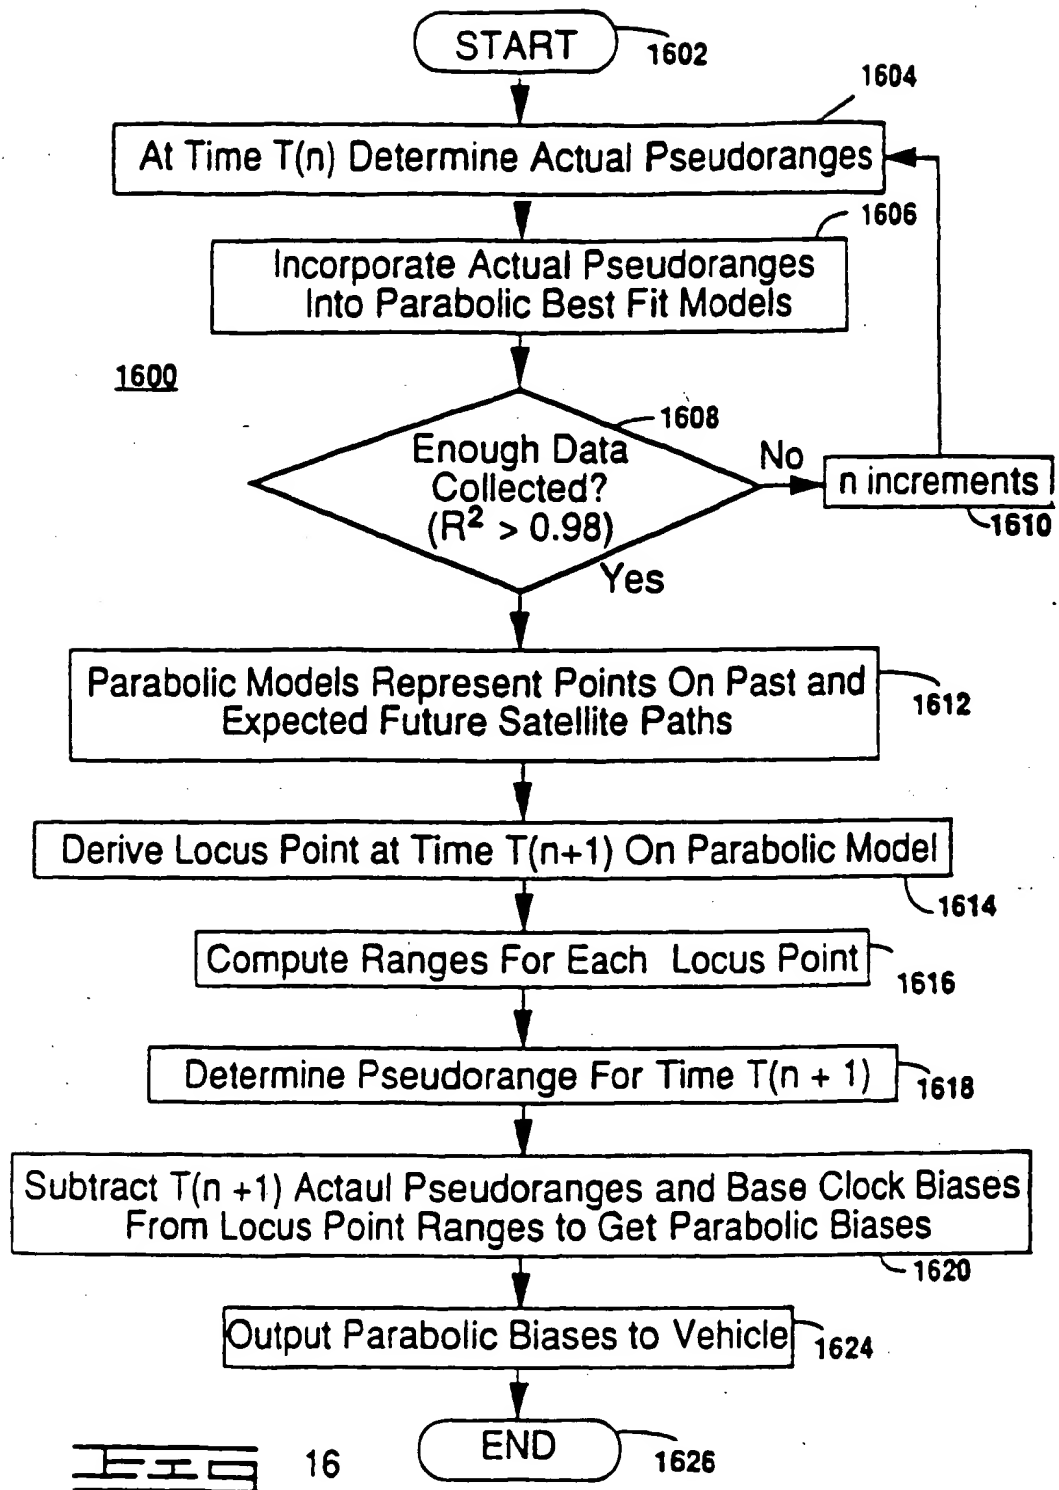 START
1602
1604
At Time T(n) Determine Actual Pseudoranges
1606
Incorporate Actual Pseudoranges
Into Parabolic Best Fit Models
1600
1608
Enough Data
Collected?
(R² > 0.98)
No
n increments
1610
Yes
Parabolic Models Represent Points On Past and
Expected Future Satellite Paths
1612
Derive Locus Point at Time T(n+1) On Parabolic Model
1614
Compute Ranges For Each Locus Point
1616
Determine Pseudorange For Time T(n + 1)
1618
Subtract T(n +1) Actaul Pseudoranges and Base Clock Biases
From Locus Point Ranges to Get Parabolic Biases
1620
Output Parabolic Biases to Vehicle
1624
END
1626
FIG 16